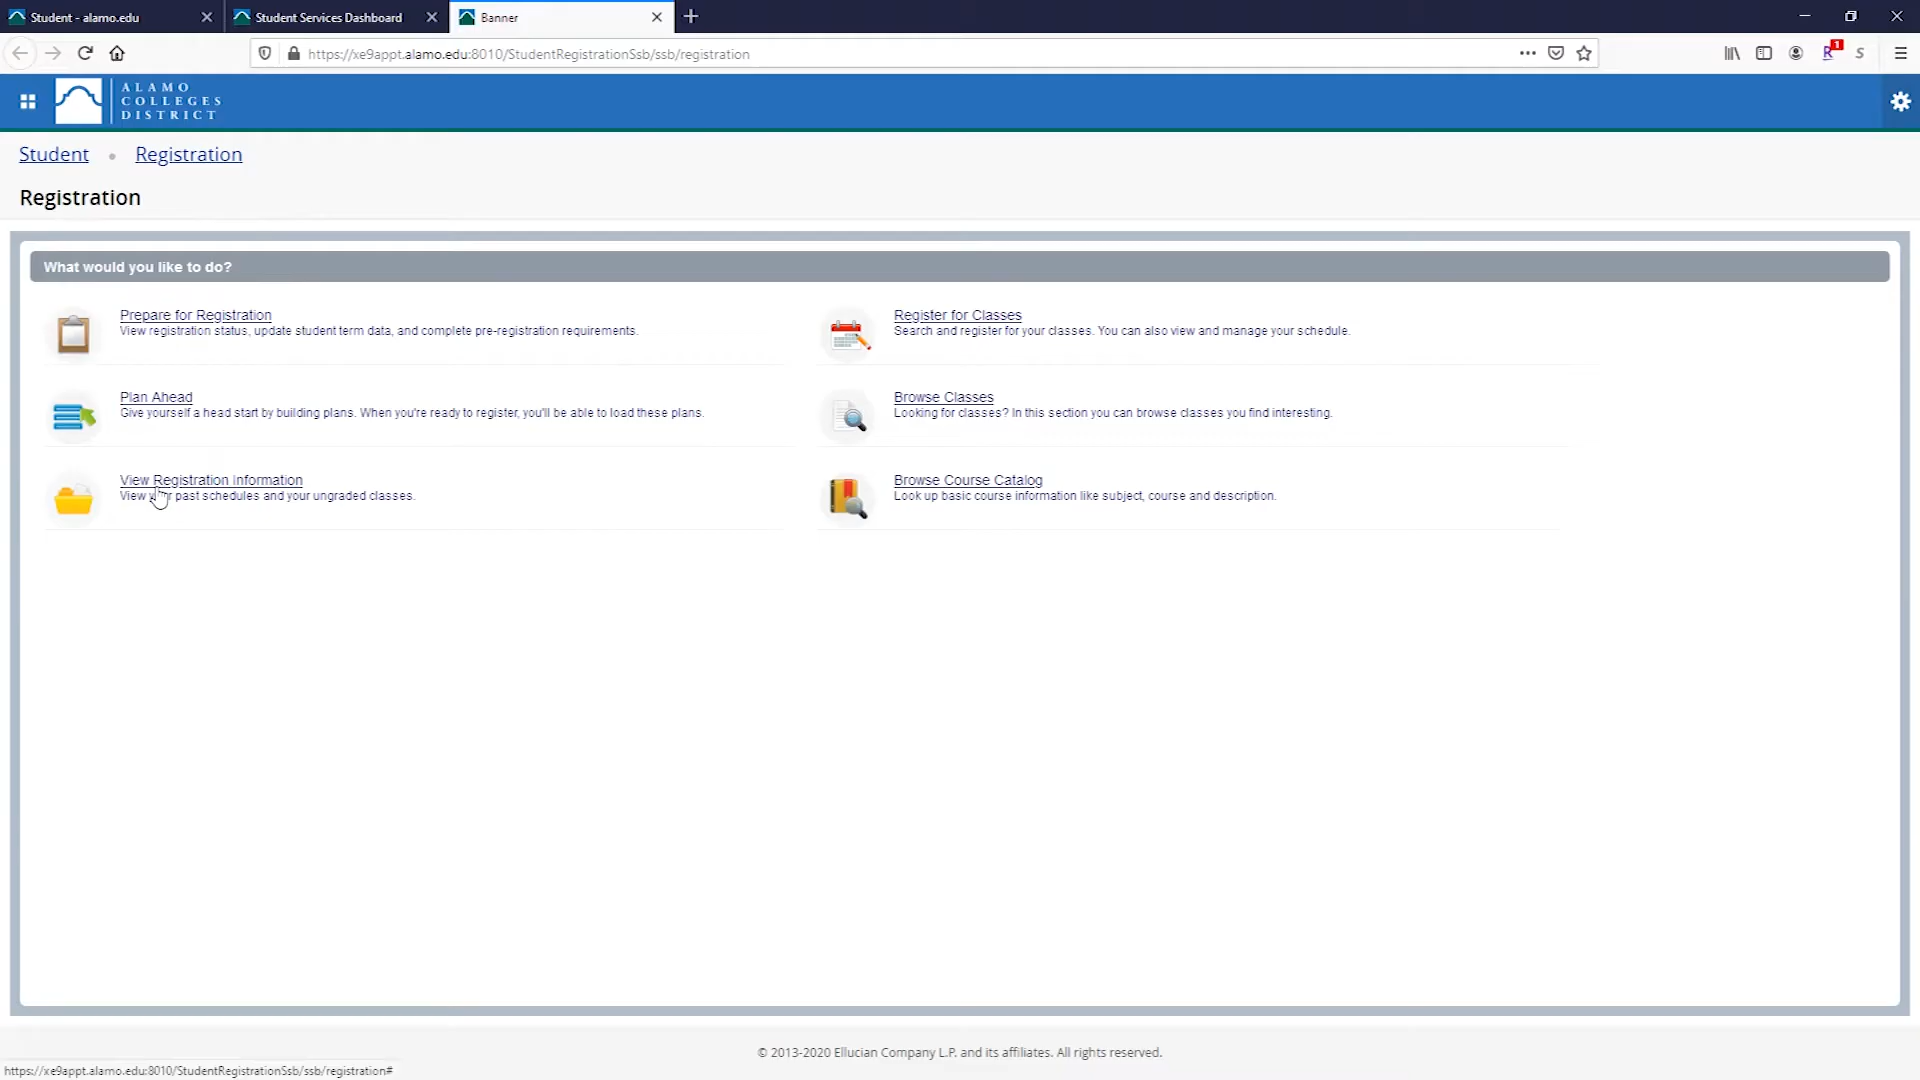 Student - alamo.edu
Student Services Dashboard
Banner
https://xe9appt.alamo.edu:8010/StudentRegistrationSsb/ssb/registration
R 1
S
ALAMO
COLLEGES
DISTRICT
Student • Registration
Registration
What would you like to do?
Prepare for Registration
View registration status, update student term data, and complete pre-registration requirements.
Register for Classes
Search and register for your classes. You can also view and manage your schedule.
Plan Ahead
Give yourself a head start by building plans. When you're ready to register, you'll be able to load these plans.
Browse Classes
Looking for classes? In this section you can browse classes you find interesting.
View Registration Information
View your past schedules and your ungraded classes.
Browse Course Catalog
Look up basic course information like subject, course and description.
© 2013-2020 Ellucian Company L.P. and its affiliates. All rights reserved.
https://xe9appt.alamo.edu:8010/StudentRegistrationSsb/ssb/registration#